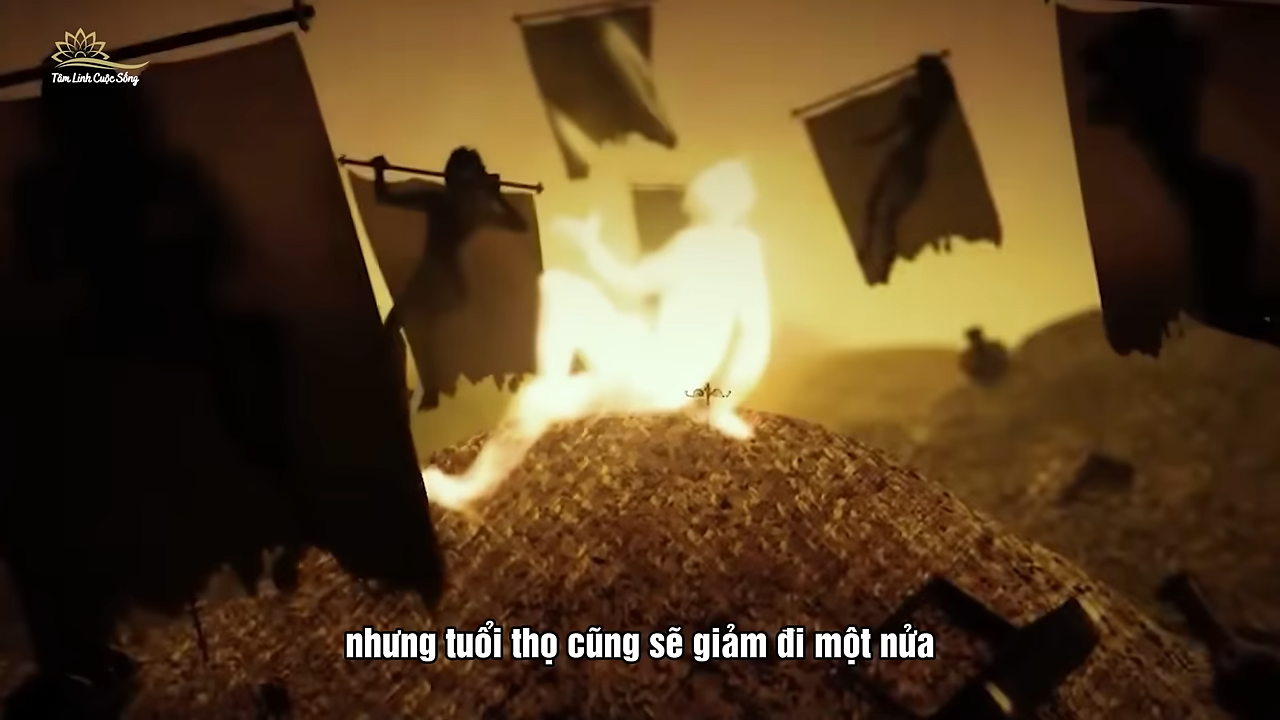 Tâm Linh Cuộc Sống
nhưng tuổi thọ cũng sẽ giảm đi một nửa